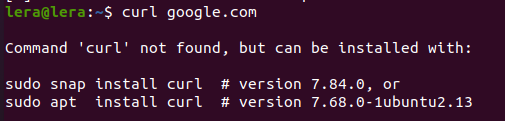 lera@lera:~$ curl google.com
Command 'curl' not found, but can be installed with:
sudo snap install curl  # version 7.84.0, or
sudo apt  install curl  # version 7.68.0-1ubuntu2.13